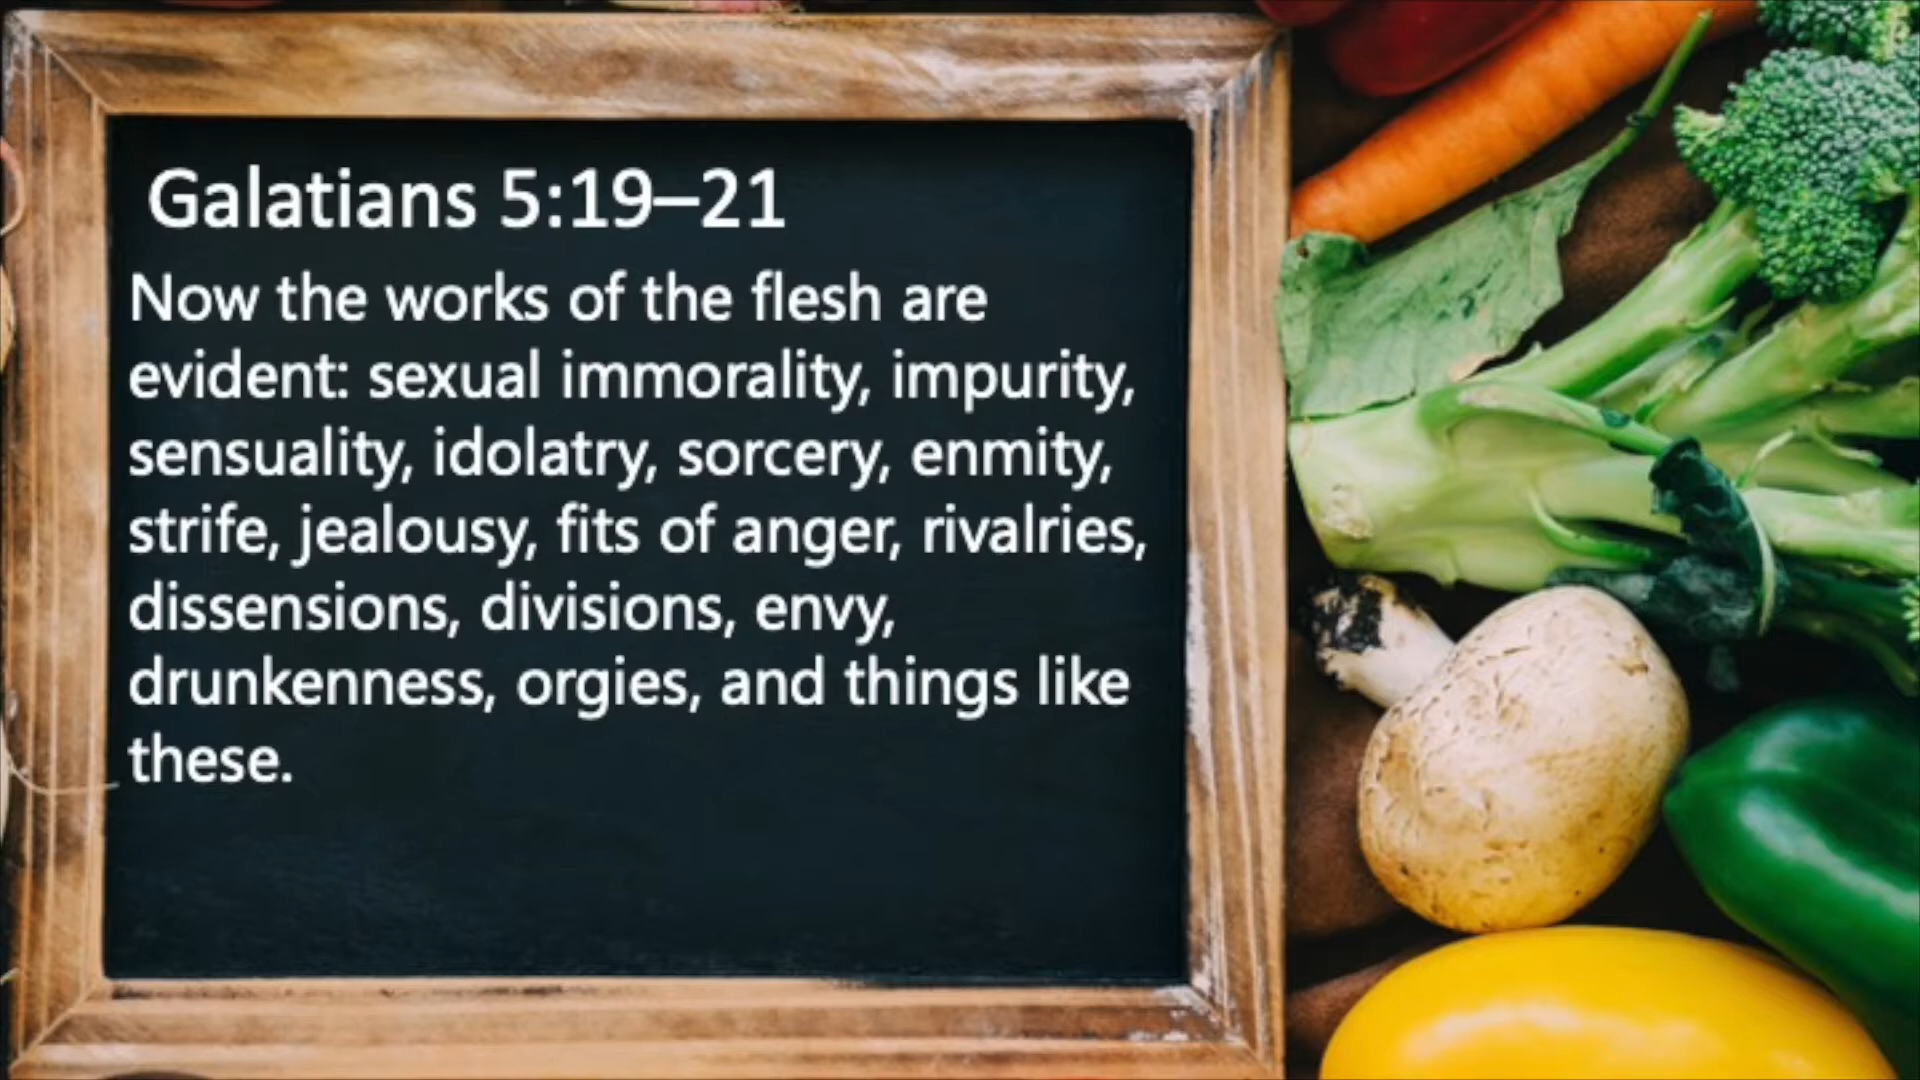 Galatians 5:19–21
Now the works of the flesh are
evident: sexual immorality, impurity,
sensuality, idolatry, sorcery, enmity,
strife, jealousy, fits of anger, rivalries,
dissensions, divisions, envy,
drunkenness, orgies, and things like
these.